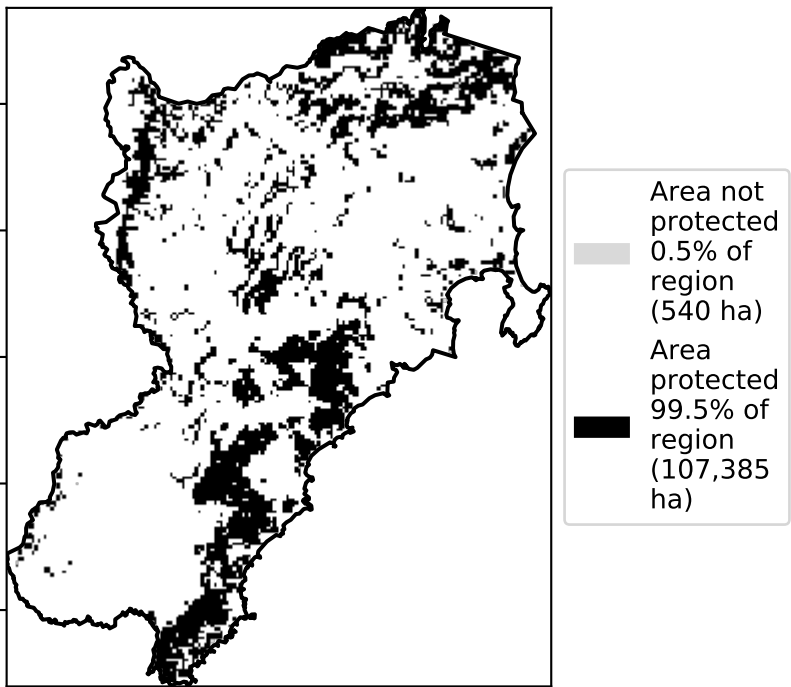 Area not
protected
0.5% of
region
(540 ha)
Area
protected
99.5% of
region
(107,385
ha)